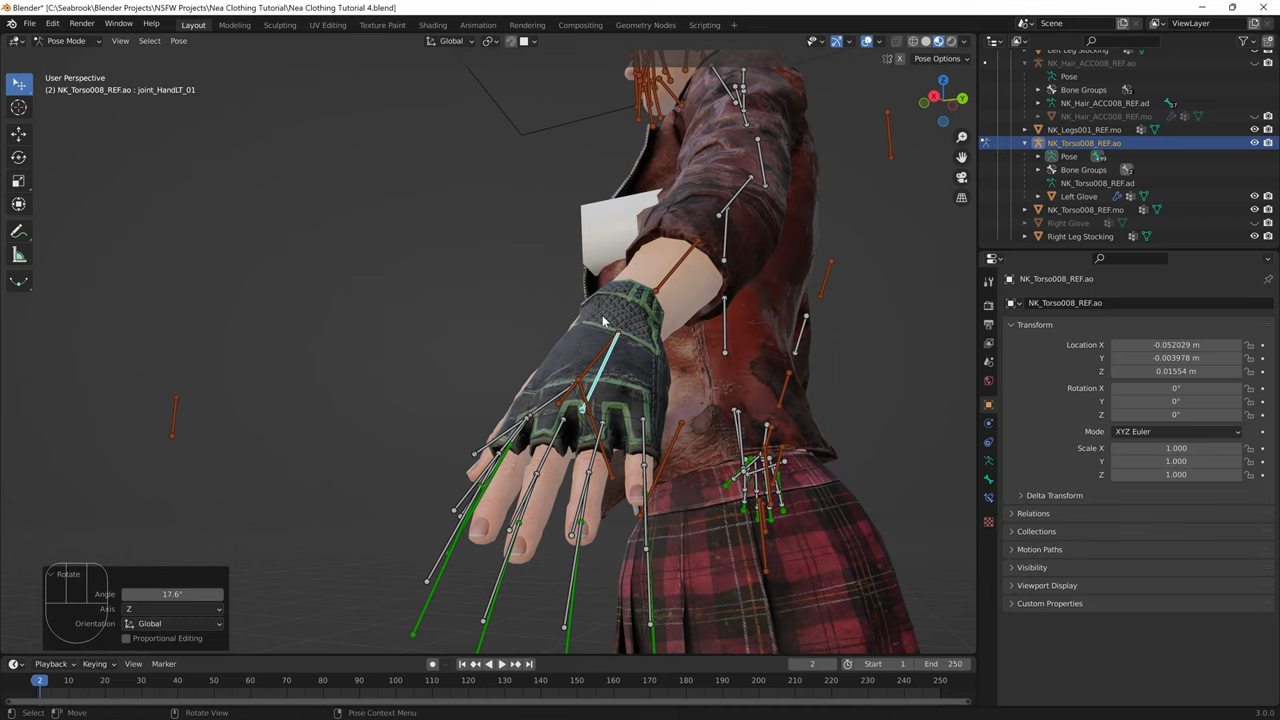 Blender* [C:\Seabrook\Blender Projects\NSFW Projects\Nea Clothing Tutorial\Nea Clothing Tutorial 4.blend]
File Edit Render Window Help Layout Modeling Sculpting UV Editing Texture Paint Shading Animation Rendering Compositing Geometry Nodes Scripting Scene ViewLayer
Pose Mode View Select Pose Global
X Pose Options
User Perspective
(2) NK_Torso008_REF.ao : joint_HandLT_01
Z
Y
X
Left Leg Stocking
NK_Hair_ACC008_REF.ao
Pose
Bone Groups
NK_Hair_ACC008_REF.ad
NK_Hair_ACC008_REF.mo
NK_Legs001_REF.mo
NK_Torso008_REF.ao
Pose
Bone Groups
NK_Torso008_REF.ad
Left Glove
NK_Torso008_REF.mo
Right Glove
Right Leg Stocking
NK_Torso008_REF.ao
NK_Torso008_REF.ao
Transform
Location X -0.052029 m
Y -0.003978 m
Z 0.01554 m
Rotation X 0°
Y 0°
Z 0°
Mode XYZ Euler
Scale X 1.000
Y 1.000
Z 1.000
Delta Transform
Relations
Collections
Motion Paths
Visibility
Viewport Display
Custom Properties
Rotate
Angle 17.6°
Axis Z
Orientation Global
Proportional Editing
Playback Keying View Marker 2 Start 1 End 250
2 10 20 30 40 50 60 70 80 90 100 110 120 130 140 150 160 170 180 190 200 210 220 230 240 250
Select Move Rotate View Pose Context Menu 3.0.0